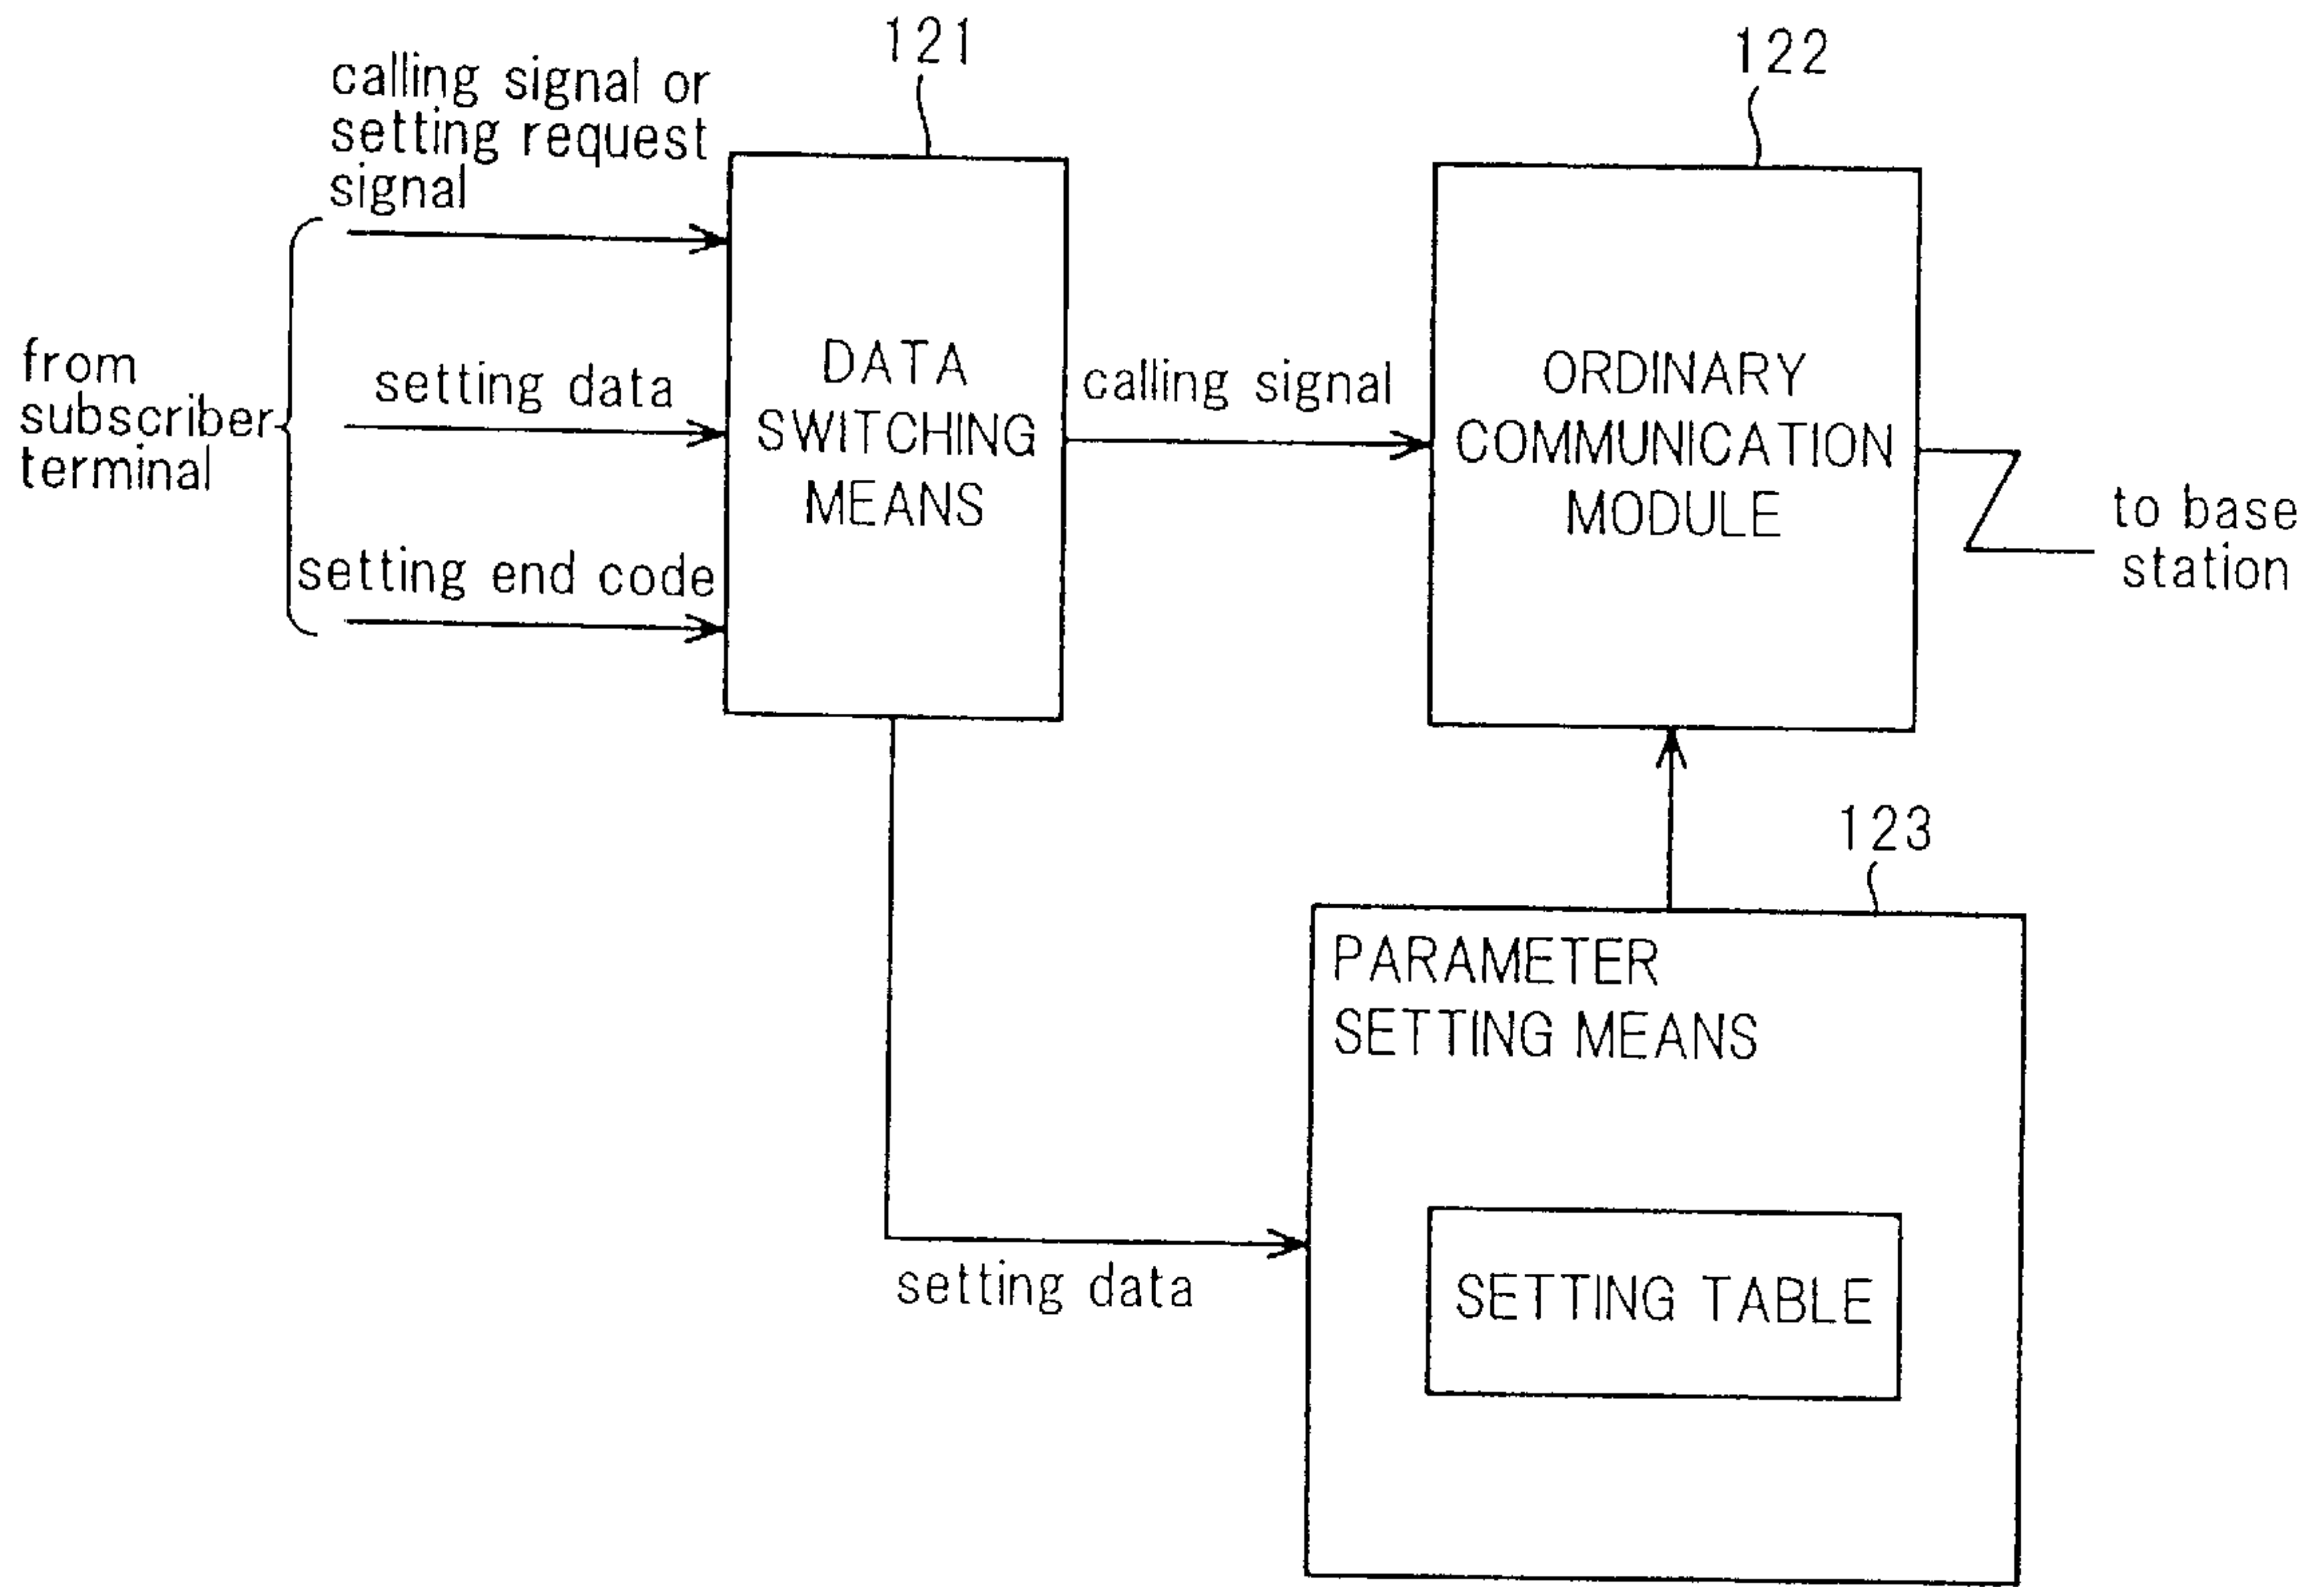 121
122
calling signal or
setting request
signal
from
subscriber
terminal
setting data
setting end code
DATA
SWITCHING
MEANS
calling signal
ORDINARY
COMMUNICATION
MODULE
to base
station
123
PARAMETER
SETTING MEANS
setting data
SETTING TABLE